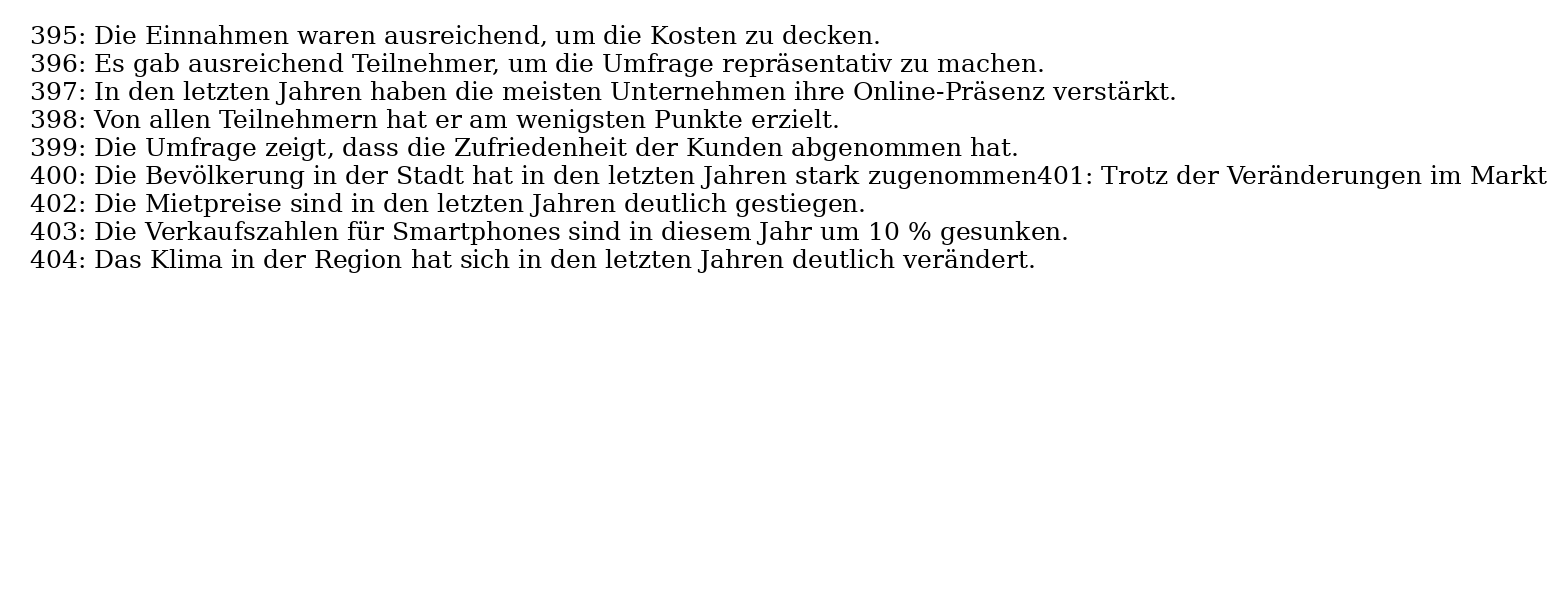 395: Die Einnahmen waren ausreichend, um die Kosten zu decken.
396: Es gab ausreichend Teilnehmer, um die Umfrage repräsentativ zu machen.
397: In den letzten Jahren haben die meisten Unternehmen ihre Online-Präsenz verstärkt.
398: Von allen Teilnehmern hat er am wenigsten Punkte erzielt.
399: Die Umfrage zeigt, dass die Zufriedenheit der Kunden abgenommen hat.
400: Die Bevölkerung in der Stadt hat in den letzten Jahren stark zugenommen401: Trotz der Veränderungen im Markt
402: Die Mietpreise sind in den letzten Jahren deutlich gestiegen.
403: Die Verkaufszahlen für Smartphones sind in diesem Jahr um 10 % gesunken.
404: Das Klima in der Region hat sich in den letzten Jahren deutlich verändert.